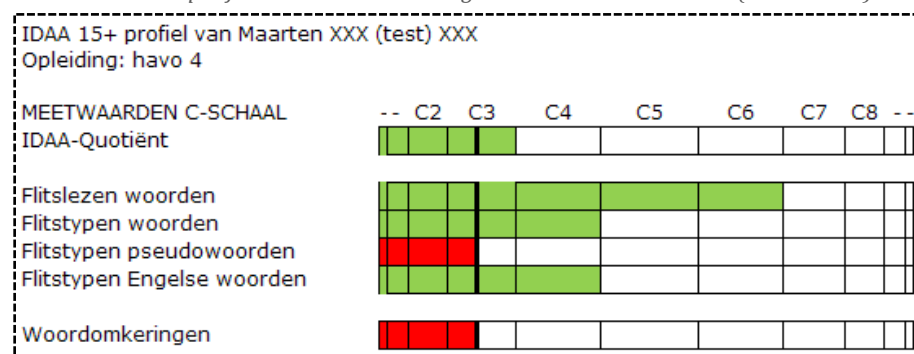 IDAA 15+ profiel van Maarten XXX (test) XXX
Opleiding: havo 4
MEETWAARDEN C-SCHAAL -- C2 C3 C4 C5 C6 C7 C8 --
IDAA-Quotiënt
Flitslezen woorden
Flitstypen woorden
Flitstypen pseudowoorden
Flitstypen Engelse woorden
Woordomkeringen